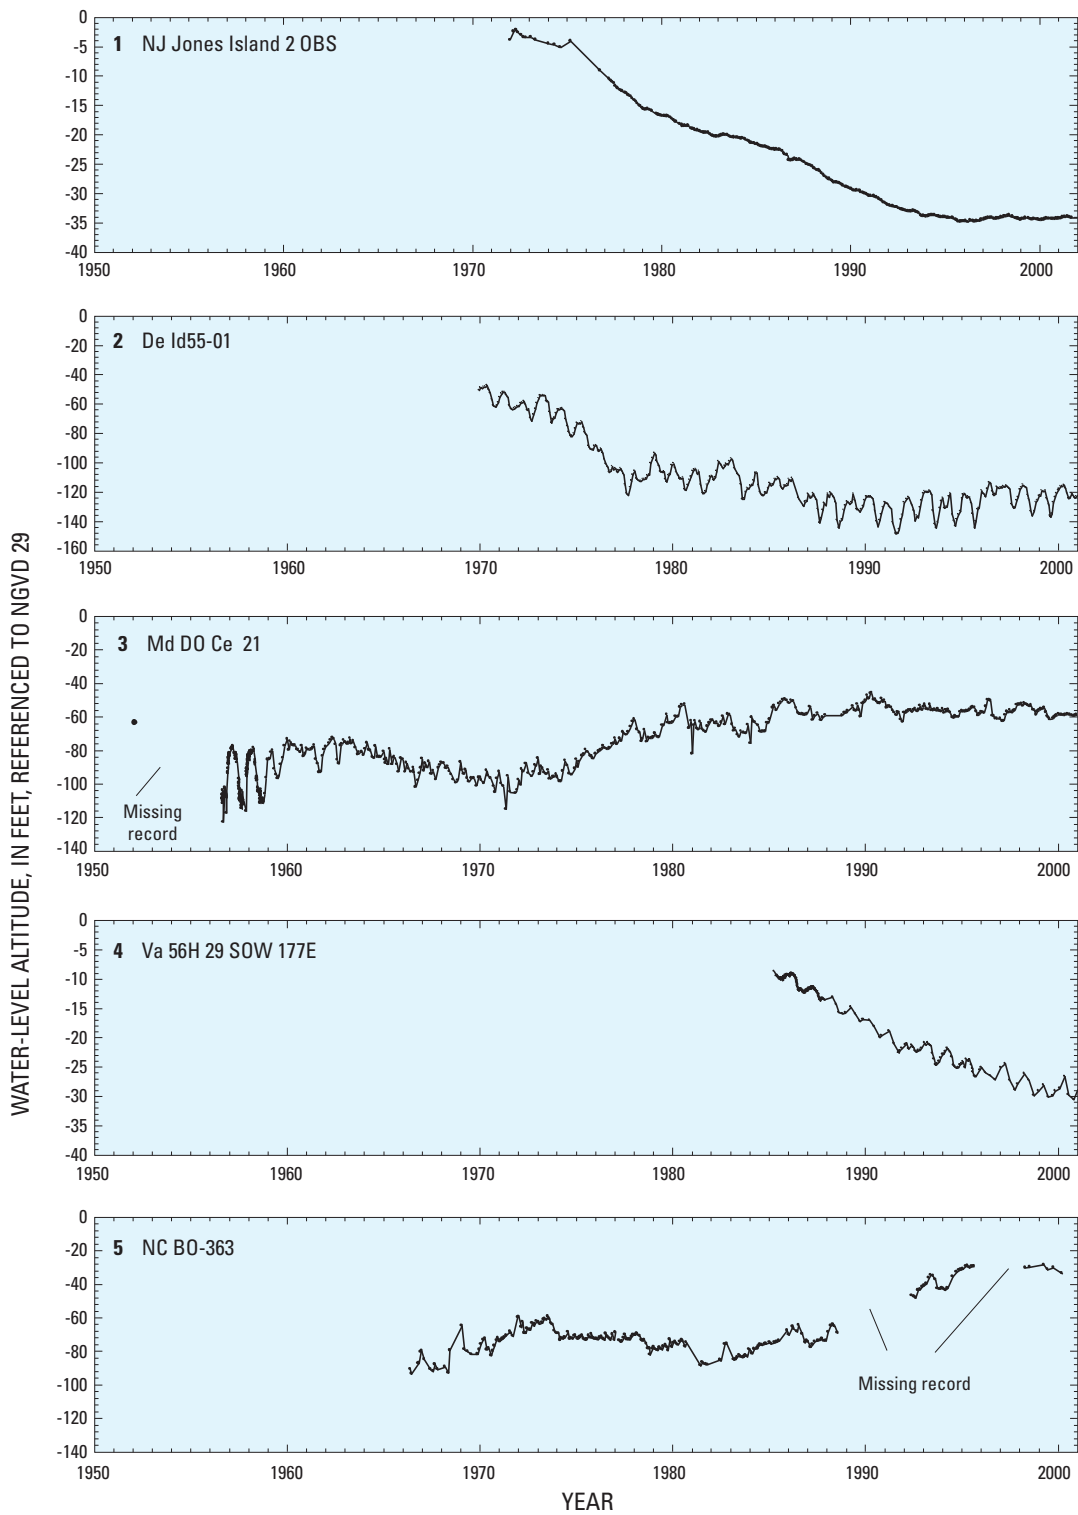 WATER-LEVEL ALTITUDE, IN FEET, REFERENCED TO NGVD 29
1 NJ Jones Island 2 OBS
0
-5
-10
-15
-20
-25
-30
-35
-40
1950 1960 1970 1980 1990 2000
2 De Id55-01
0
-20
-40
-60
-80
-100
-120
-140
-160
1950 1960 1970 1980 1990 2000
3 Md DO Ce 21
0
-20
-40
-60
-80
-100
-120
-140
Missing
record
1950 1960 1970 1980 1990 2000
4 Va 56H 29 SOW 177E
0
-5
-10
-15
-20
-25
-30
-35
-40
1950 1960 1970 1980 1990 2000
5 NC BO-363
0
-20
-40
-60
-80
-100
-120
-140
Missing record
1950 1960 1970 1980 1990 2000
YEAR